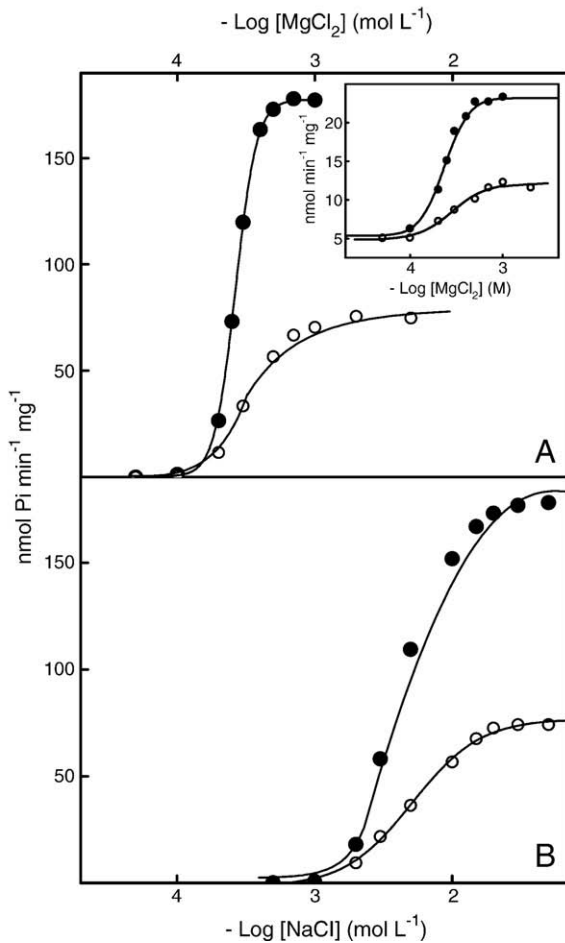 - Log [MgCl₂] (mol L⁻¹)
4 3 2
150
100
50
nmol Pi min⁻¹ mg⁻¹
20
15
10
5
nmol min⁻¹ mg⁻¹
4 3
- Log [MgCl₂] (M)
A
150
100
50
B
4 3 2
- Log [NaCl] (mol L⁻¹)